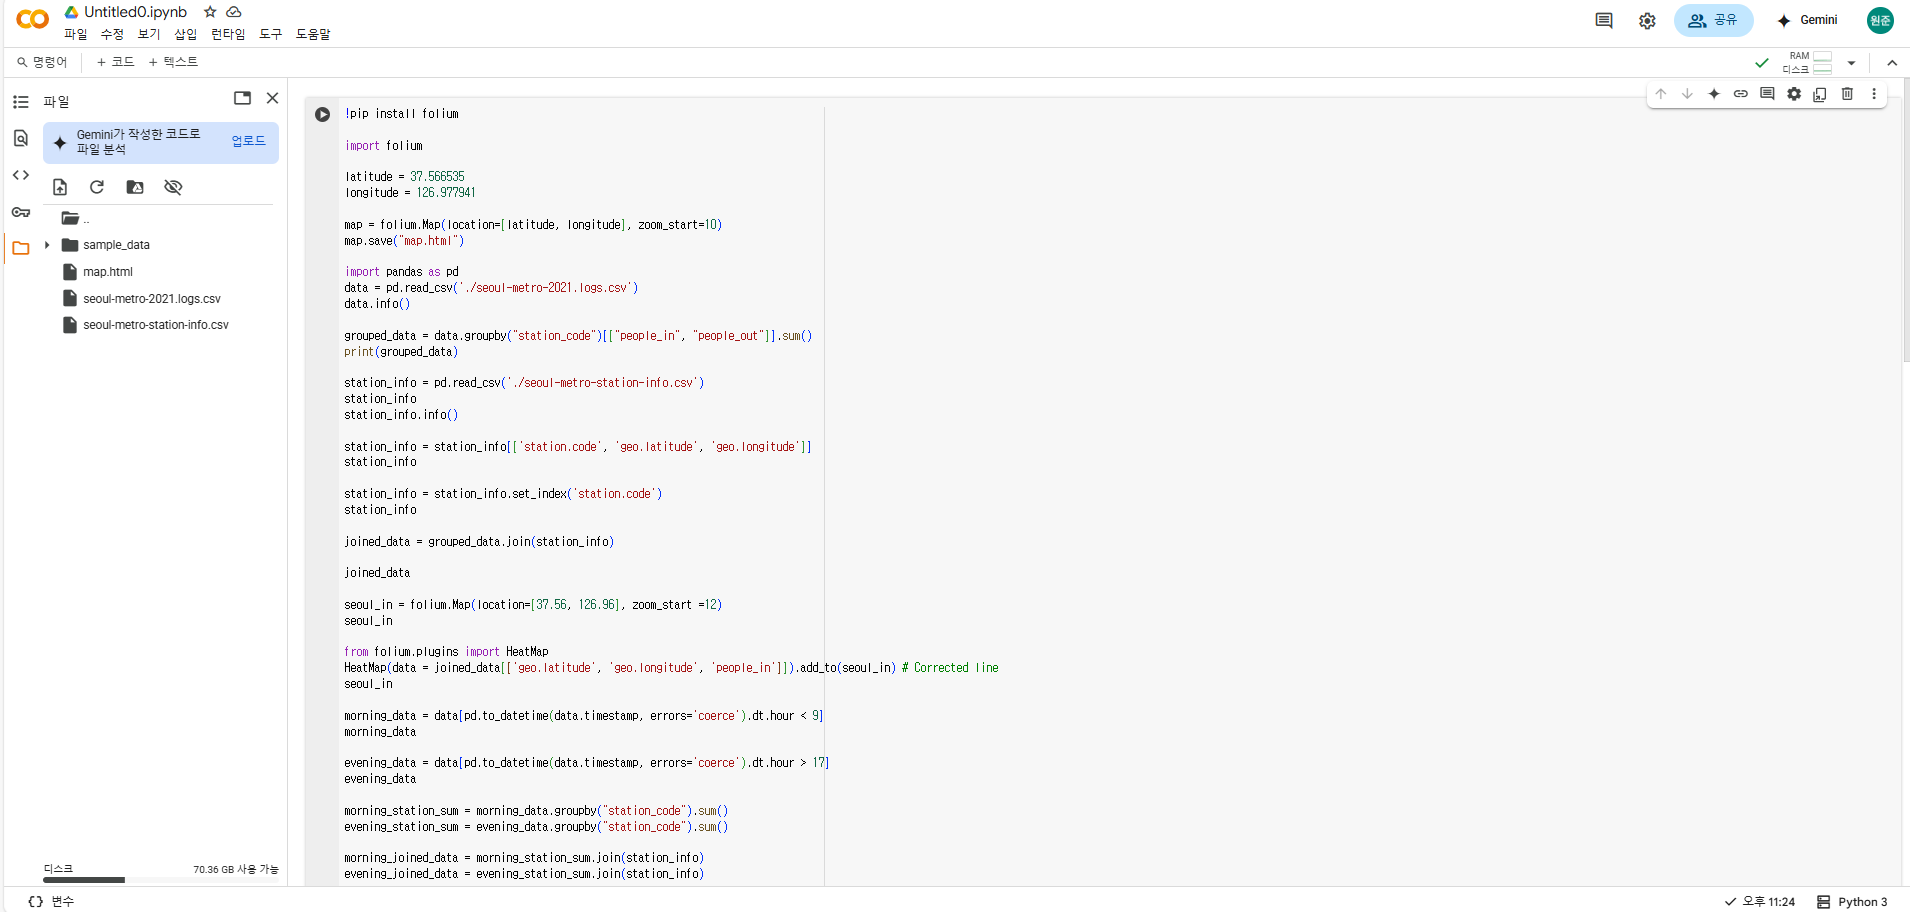 Untitled0.ipynb
파일 수정 보기 삽입 런타임 도구 도움말
공유
Gemini
원준
명령어 + 코드 + 텍스트
RAM
디스크
파일
Gemini가 작성한 코드로
파일 분석
업로드
..
sample_data
map.html
seoul-metro-2021.logs.csv
seoul-metro-station-info.csv
디스크 70.36 GB 사용 가능
!pip install folium
import folium
latitude = 37.566535
longitude = 126.977941
map = folium.Map(location=[latitude, longitude], zoom_start=10)
map.save("map.html")
import pandas as pd
data = pd.read_csv('./seoul-metro-2021.logs.csv')
data.info()
grouped_data = data.groupby("station_code")[["people_in", "people_out"]].sum()
print(grouped_data)
station_info = pd.read_csv('./seoul-metro-station-info.csv')
station_info
station_info.info()
station_info = station_info[['station.code', 'geo.latitude', 'geo.longitude']]
station_info
station_info = station_info.set_index('station.code')
station_info
joined_data = grouped_data.join(station_info)
joined_data
seoul_in = folium.Map(location=[37.56, 126.96], zoom_start =12)
seoul_in
from folium.plugins import HeatMap
HeatMap(data = joined_data[['geo.latitude', 'geo.longitude', 'people_in']]).add_to(seoul_in) # Corrected line
seoul_in
morning_data = data[pd.to_datetime(data.timestamp, errors='coerce').dt.hour < 9]
morning_data
evening_data = data[pd.to_datetime(data.timestamp, errors='coerce').dt.hour > 17]
evening_data
morning_station_sum = morning_data.groupby("station_code").sum()
evening_station_sum = evening_data.groupby("station_code").sum()
morning_joined_data = morning_station_sum.join(station_info)
evening_joined_data = evening_station_sum.join(station_info)
{} 변수
오후 11:24
Python 3